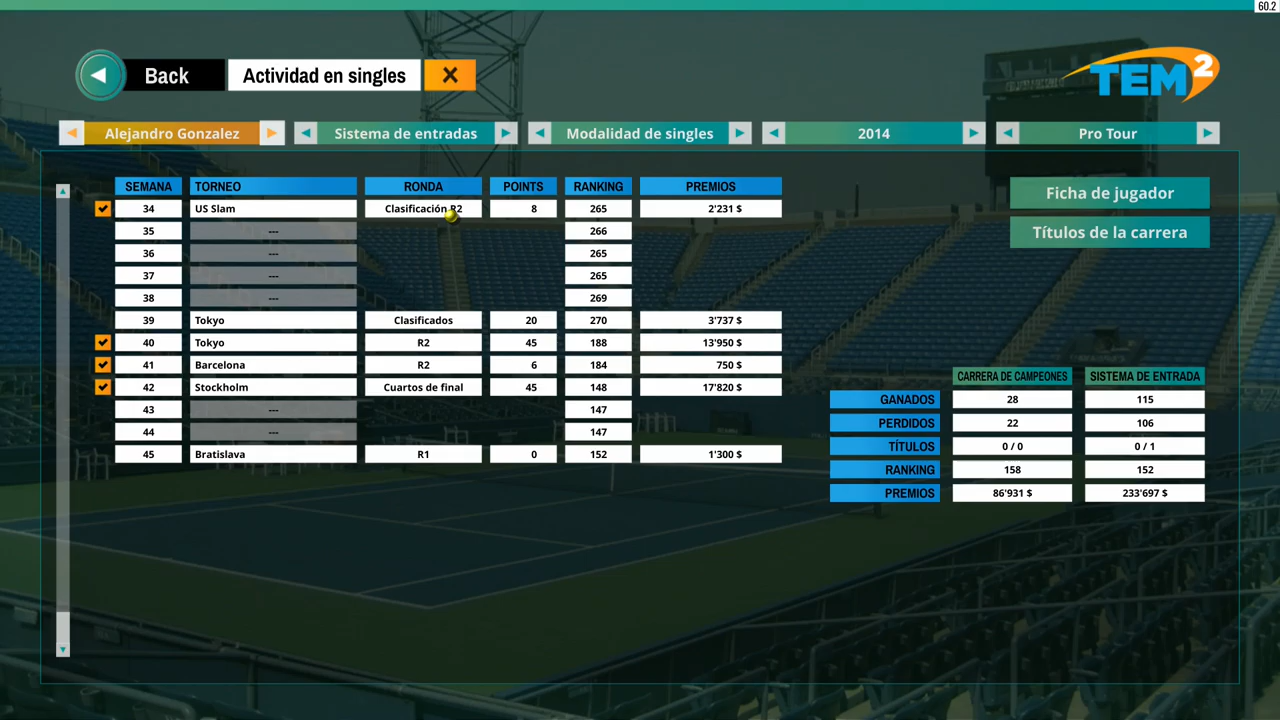 60.2
Back
Actividad en singles
X
TEM2
Alejandro Gonzalez
Sistema de entradas
Modalidad de singles
2014
Pro Tour
SEMANA TORNEO RONDA POINTS RANKING PREMIOS
34 US Slam Clasificación R2 8 265 2'231 $
35 --- 266
36 --- 265
37 --- 265
38 --- 269
39 Tokyo Clasificados 20 270 3'737 $
40 Tokyo R2 45 188 13'950 $
41 Barcelona R2 6 184 750 $
42 Stockholm Cuartos de final 45 148 17'820 $
43 --- 147
44 --- 147
45 Bratislava R1 0 152 1'300 $
Ficha de jugador
Títulos de la carrera
CARRERA DE CAMPEONES SISTEMA DE ENTRADA
GANADOS 28 115
PERDIDOS 22 106
TÍTULOS 0 / 0 0 / 1
RANKING 158 152
PREMIOS 86'931 $ 233'697 $